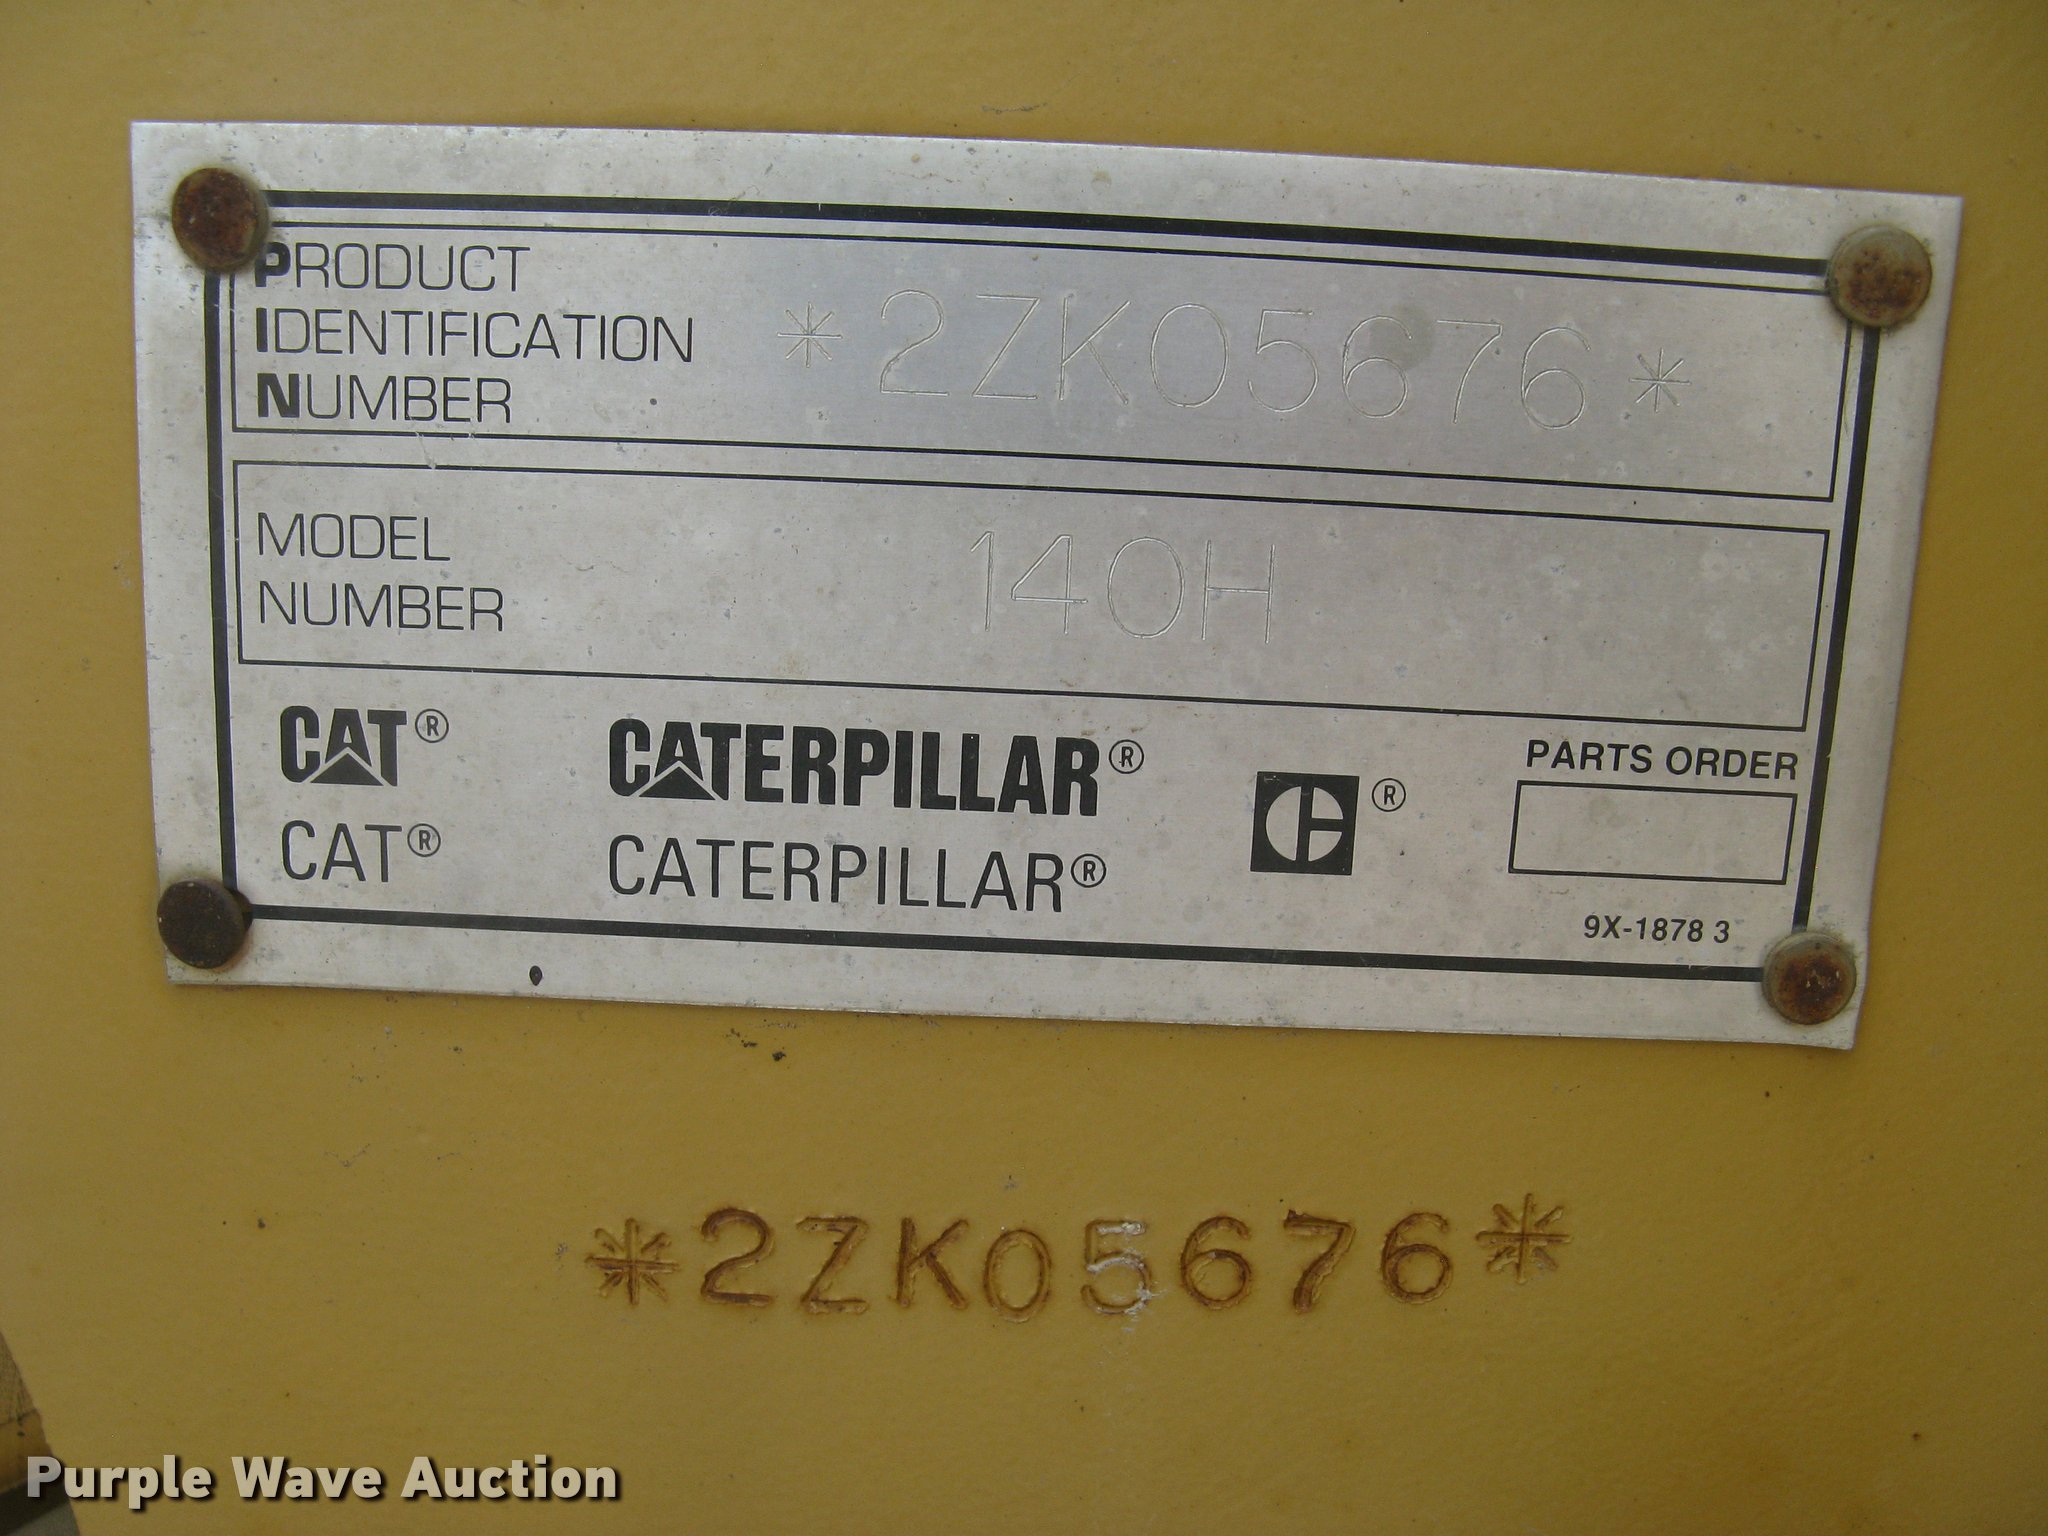 PRODUCT
IDENTIFICATION
NUMBER
*2ZK05676*
MODEL
NUMBER
140H
CAT®
CATERPILLAR®
CAT®
CATERPILLAR®
C®
PARTS ORDER
9X-1878 3
*2ZK05676*
Purple Wave Auction